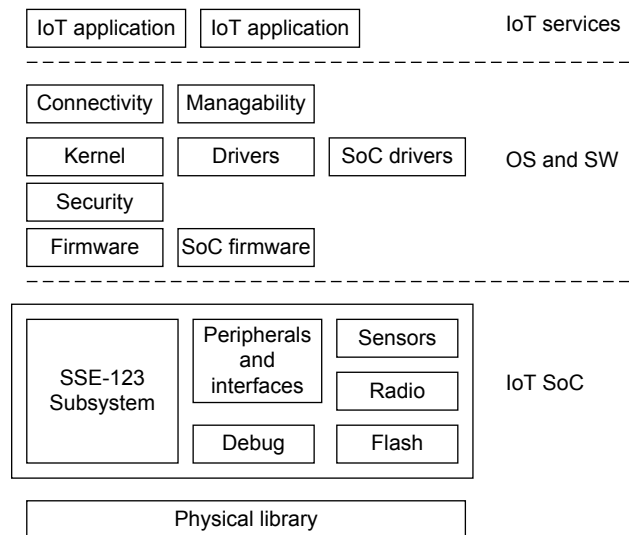 IoT application IoT application IoT services
Connectivity Managability
Kernel Drivers SoC drivers OS and SW
Security
Firmware SoC firmware
SSE-123
Subsystem
Peripherals
and
interfaces
Debug
Sensors
Radio
Flash
IoT SoC
Physical library